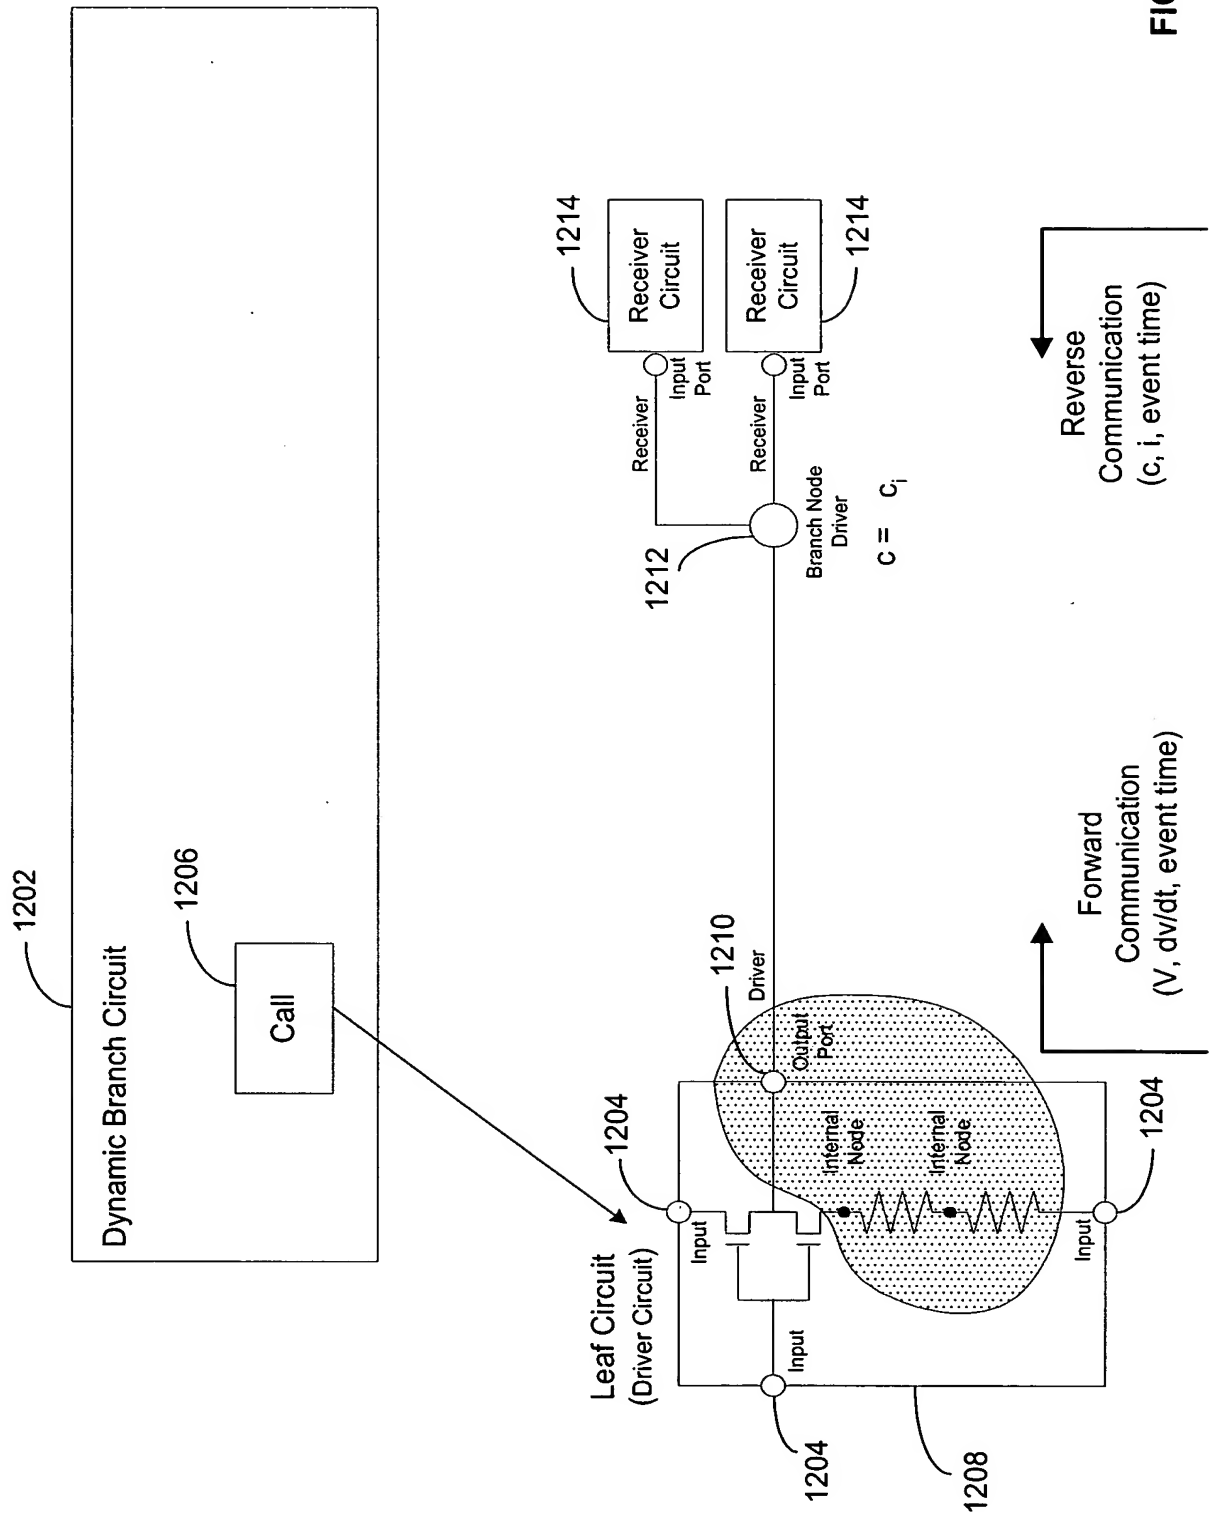 1202
Dynamic Branch Circuit
1206
Call
Leaf Circuit
(Driver Circuit)
1204
Input
Input
1204
1208
Input
1204
Internal
Node
Internal
Node
Output
Port
1210
Driver
1212
Branch Node
Driver
c = c_i
Receiver
Receiver
Input
Port
Input
Port
Receiver
Circuit
1214
Receiver
Circuit
1214
Forward
Communication
(V, dv/dt, event time)
Reverse
Communication
(c, i, event time)